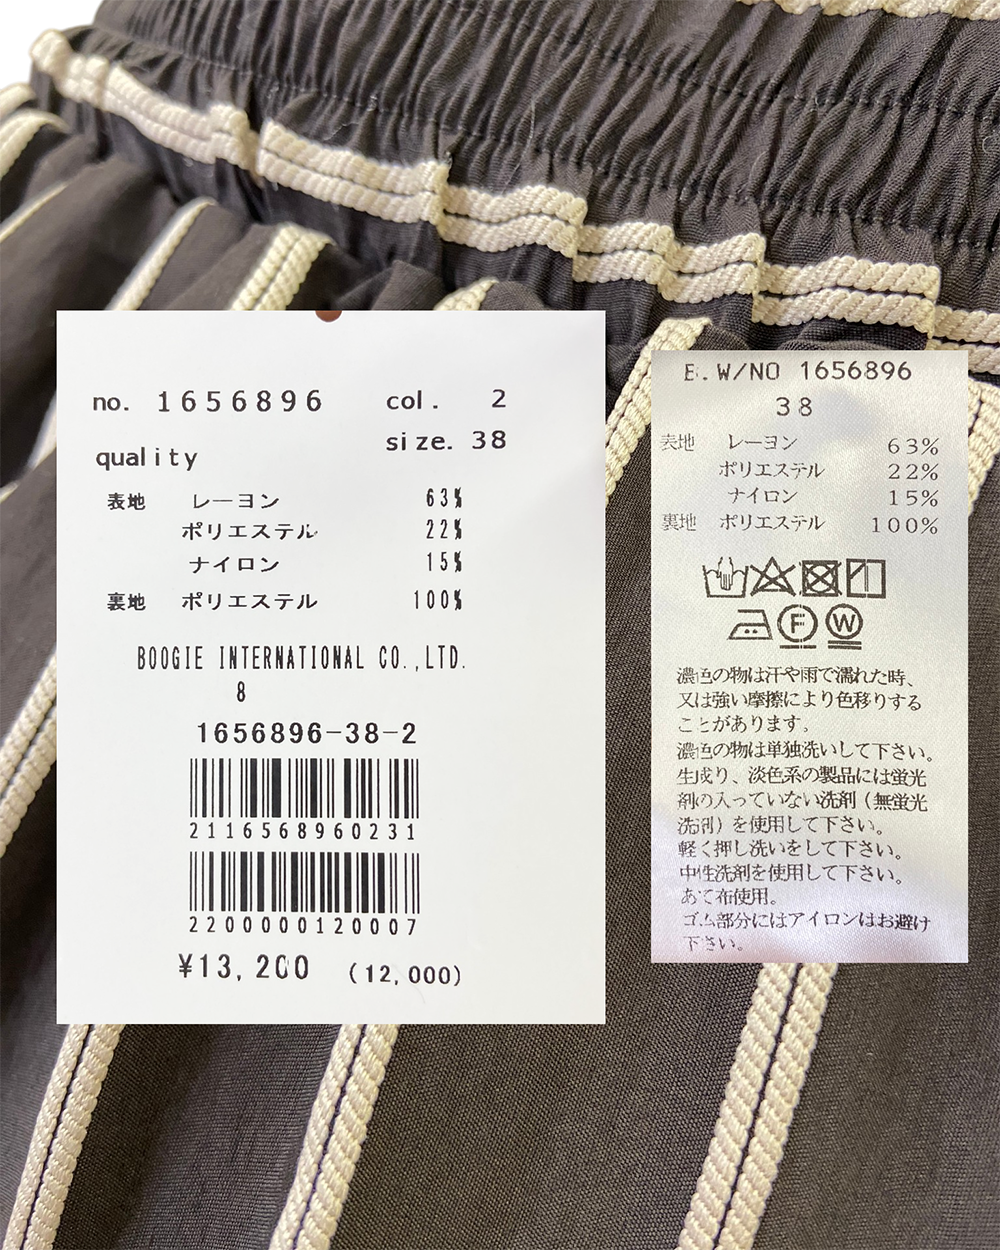 no. 1656896 col. 2
size. 38
quality
表地 レーヨン 63%
ポリエステル 22%
ナイロン 15%
裏地 ポリエステル 100%
BOOGIE INTERNATIONAL CO.,LTD.
8
1656896-38-2
2116568960231
2200000120007
¥13,200 (12,000)
E.W/NO 1656896
38
表地 レーヨン 63%
ポリエステル 22%
ナイロン 15%
裏地 ポリエステル 100%
F W
濃色の物は汗や雨で濡れた時、
又は強い摩擦により色移りする
ことがあります。
濃色の物は単独洗いして下さい。
生成り、淡色系の製品には蛍光
剤の入っていない洗剤（無蛍光
洗剤）を使用して下さい。
軽く押し洗いをして下さい。
中性洗剤を使用して下さい。
あて布使用。
ゴム部分にはアイロンはお避け
下さい。